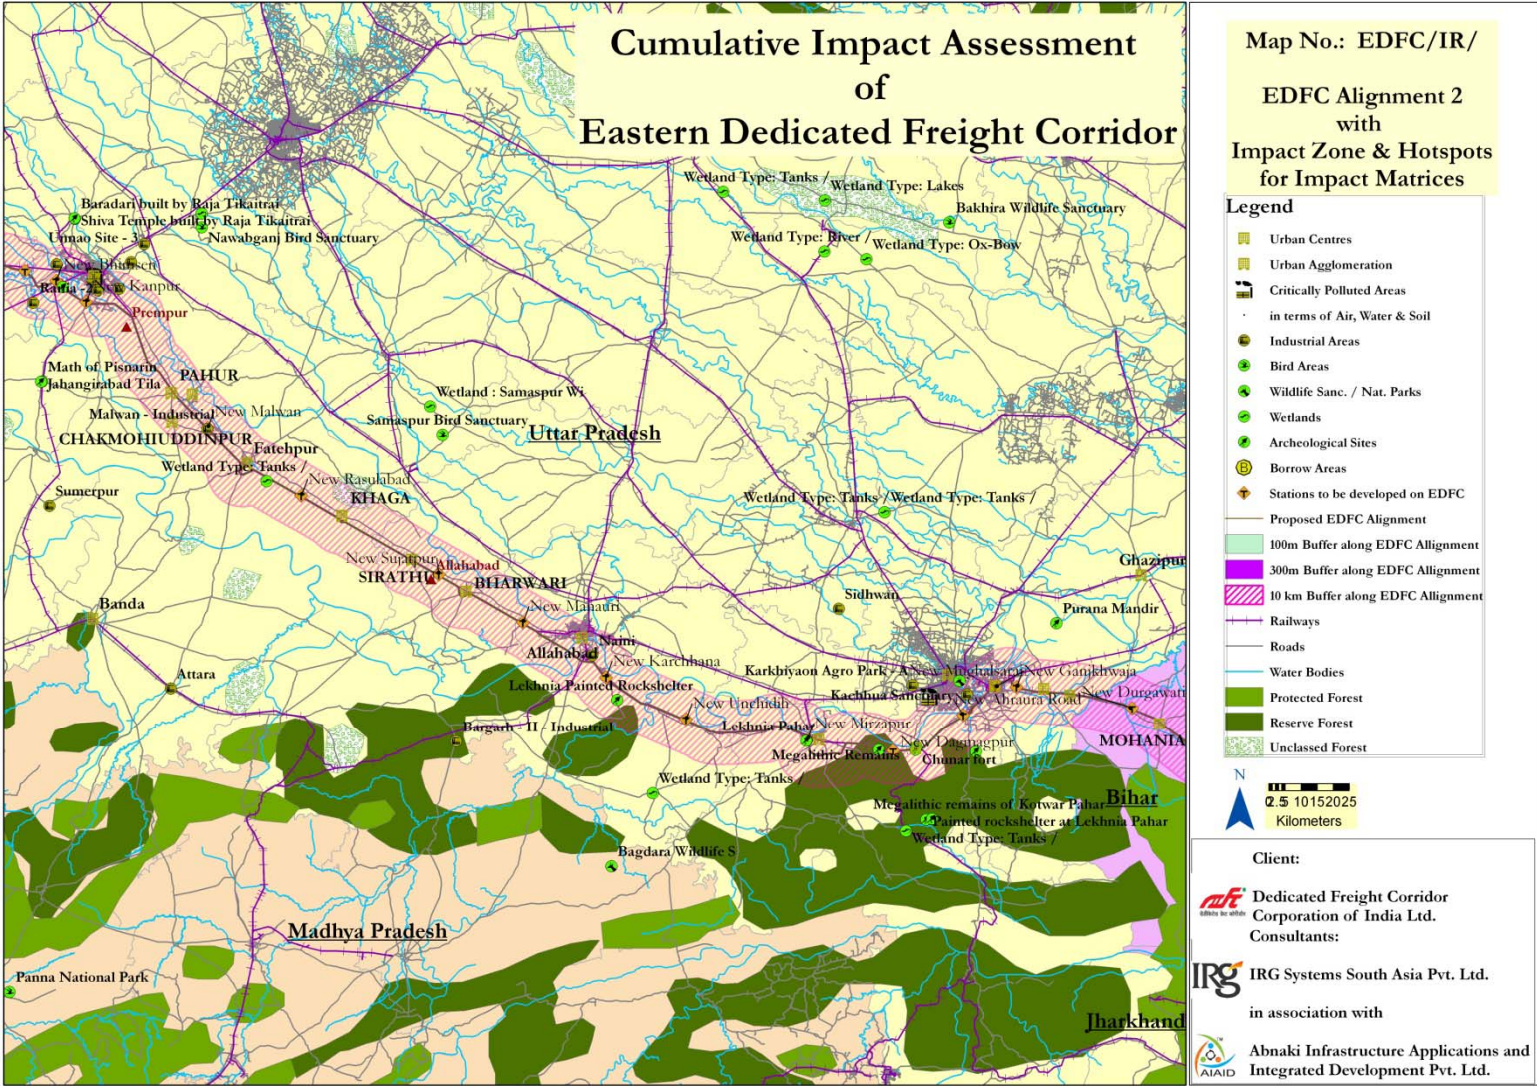 Cumulative Impact Assessment
of
Eastern Dedicated Freight Corridor
Map No.: EDFC/IR/
EDFC Alignment 2
with
Impact Zone & Hotspots
for Impact Matrices
Legend
Urban Centres
Urban Agglomeration
Critically Polluted Areas
in terms of Air, Water & Soil
Industrial Areas
Bird Areas
Wildlife Sanc. / Nat. Parks
Wetlands
Archeological Sites
B Borrow Areas
Stations to be developed on EDFC
Proposed EDFC Alignment
100m Buffer along EDFC Allignment
300m Buffer along EDFC Allignment
10 km Buffer along EDFC Allignment
Railways
Roads
Water Bodies
Protected Forest
Reserve Forest
Unclassed Forest
N
Kilometers
Client:
Dedicated Freight Corridor
Corporation of India Ltd.
Consultants:
IRG
IRG Systems South Asia Pvt. Ltd.
in association with
AIAID
Abnaki Infrastructure Applications and
Integrated Development Pvt. Ltd.
Wetland Type: Tanks /
Wetland Type: Lakes
Bakhira Wildlife Sanctuary
Wetland Type: River /
Wetland Type: Ox-Bow
Baradari built by Raja Tikaitrai
Shiva Temple built by Raja Tikaitrai
Unnao Site - 3
Nawabganj Bird Sanctuary
New Bhimsen
Rania -2
New Kanpur
Prempur
Math of Pisnarin
Jahangirabad Tila
PAHUR
Malwan - Industrial
New Malwan
CHAKMOHIUDDINPUR
Fatehpur
Wetland Type: Tanks /
New Rasulabad
KHAGA
Wetland : Samaspur Wi
Samaspur Bird Sanctuary
Uttar Pradesh
Sumerpur
New Sujatpur
Allahabad
SIRATHU
BHARWARI
New Manauri
Wetland Type: Tanks /
Wetland Type: Tanks /
Ghazipur
Sidhwan
Purana Mandir
Banda
Attara
Naini
Allahabad
New Karchhana
Lekhnia Painted Rockshelter
New Unchidih
Bargarh - II - Industrial
Karkhiyaon Agro Park - A
New Mughalsarai
New Ganjkhwaja
Kachhua Sanctuary
New Ahraura Road
New Durgawati
Lekhnia Pahar
New Mirzapur
MOHANIA
Megalithic Remains
New Dagmagpur
Chunar fort
Wetland Type: Tanks /
Bihar
Megalithic remains of Kotwar Pahar
Painted rockshelter at Lekhnia Pahar
Wetland Type: Tanks /
Bagdara Wildlife S
Madhya Pradesh
Panna National Park
Jharkhand